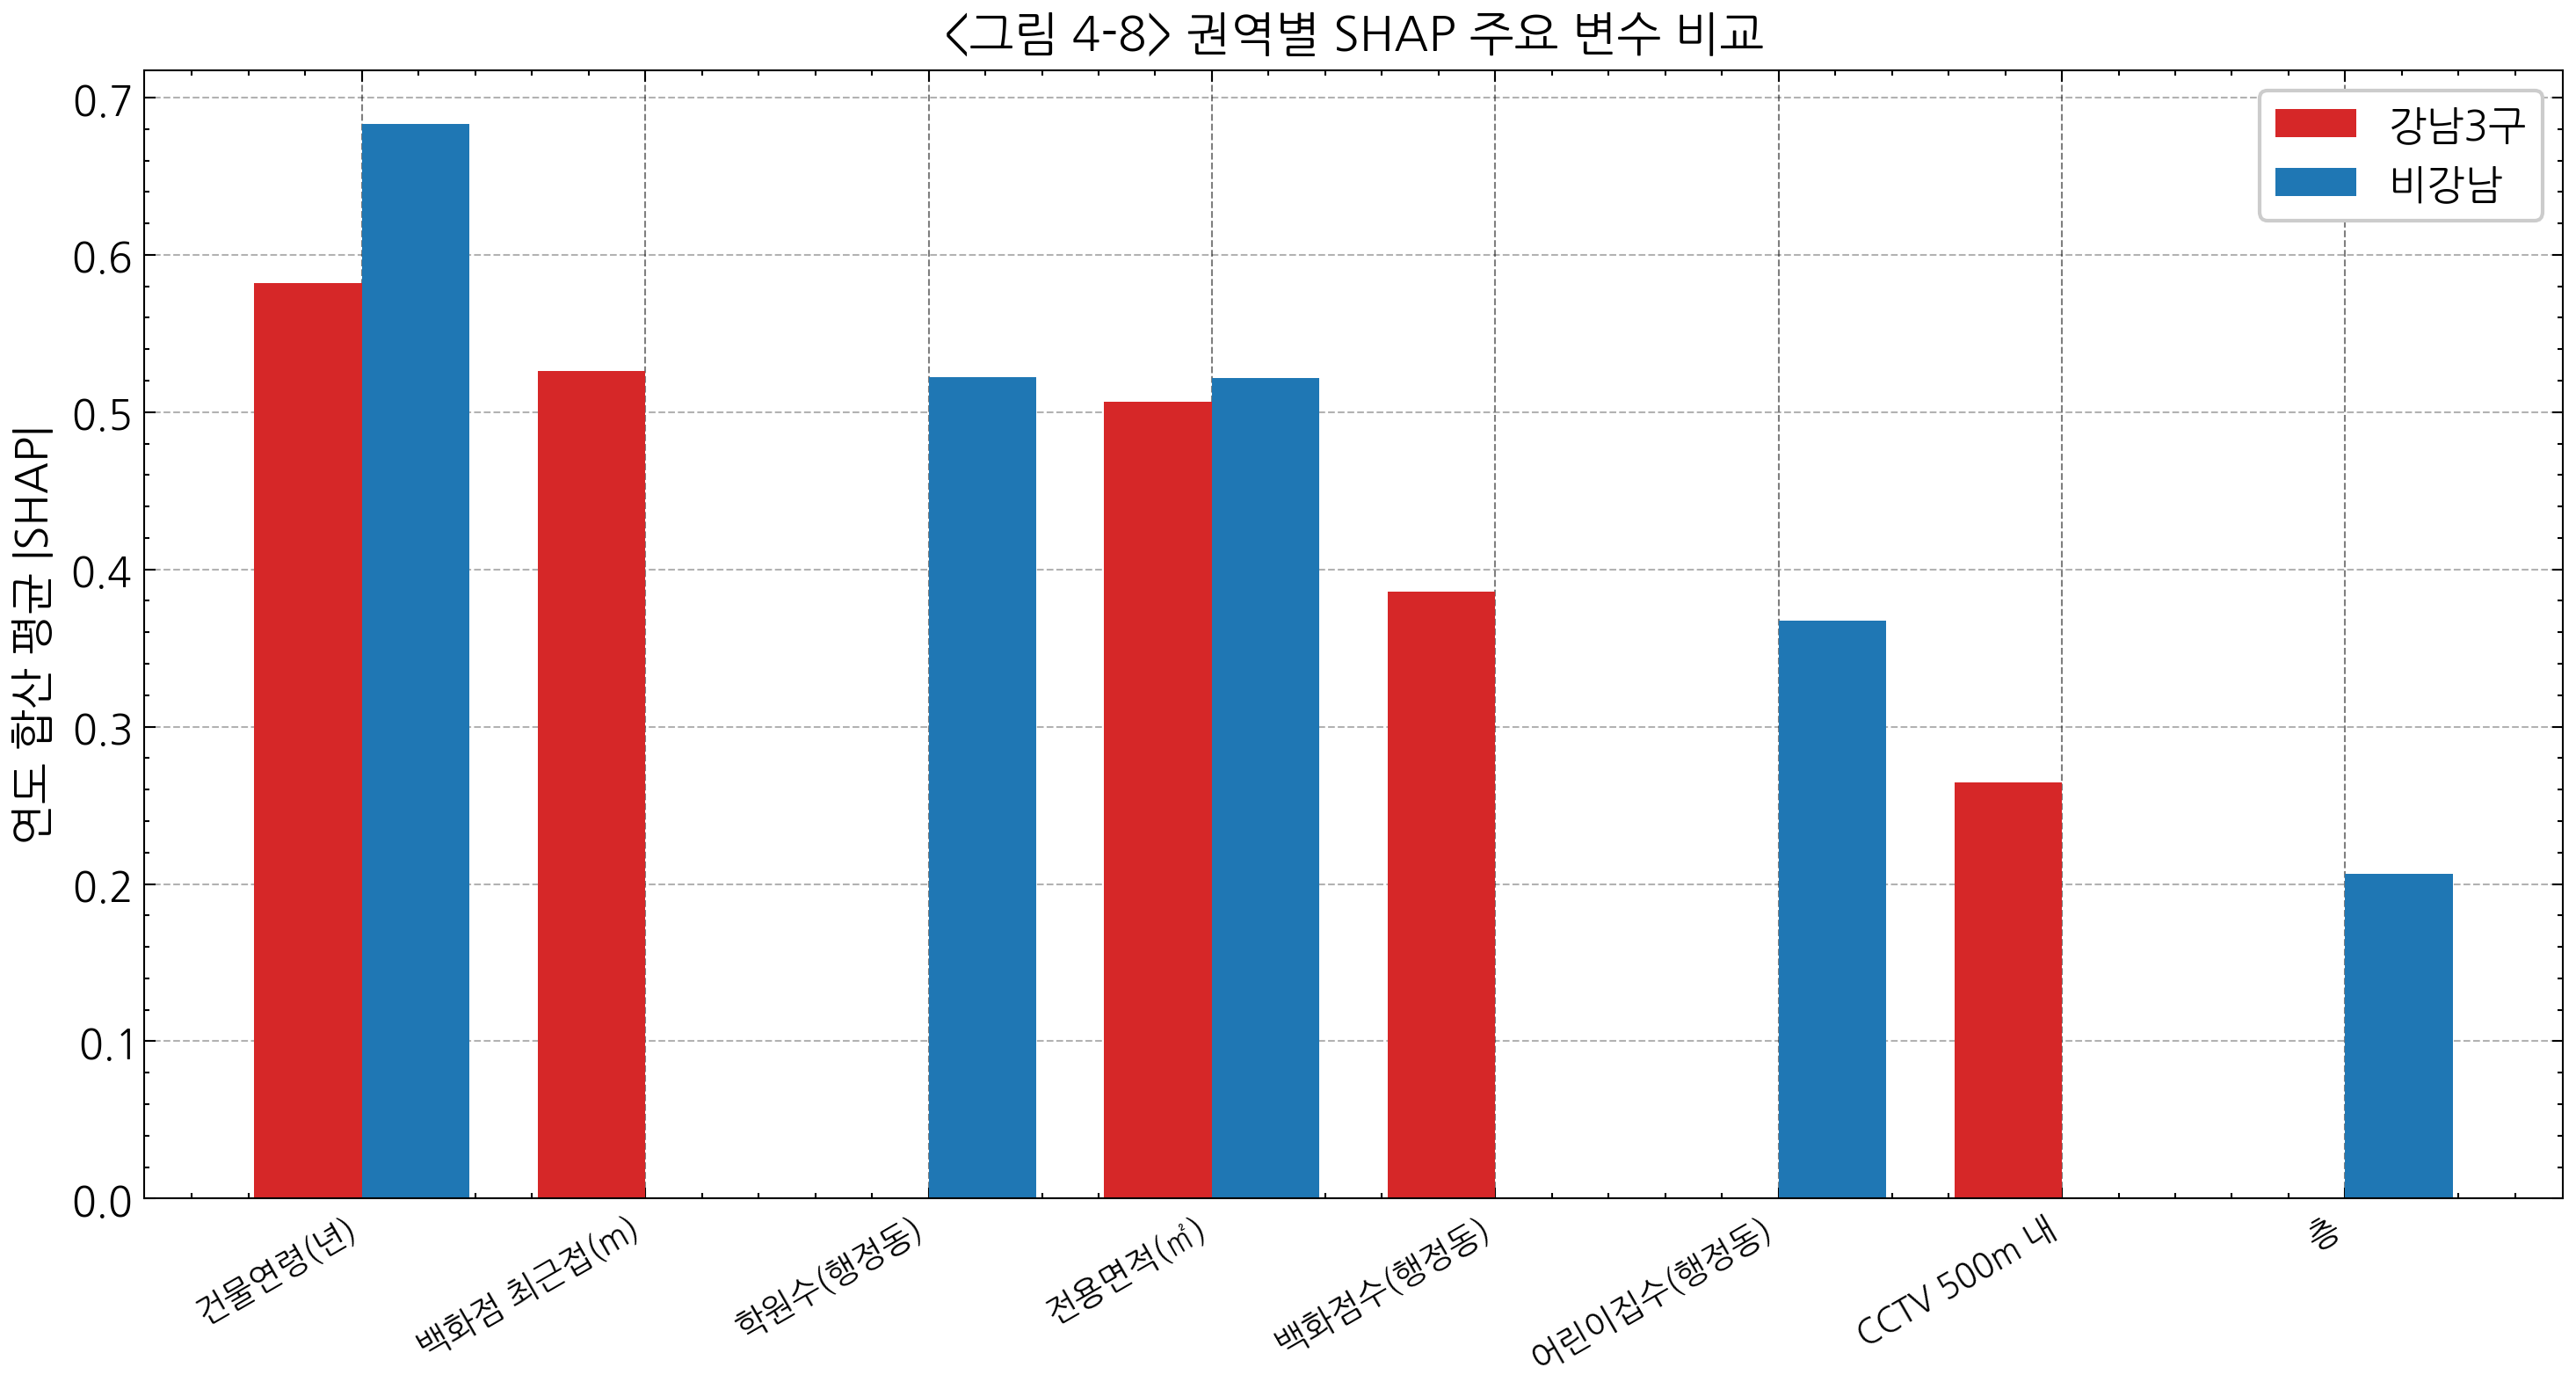 <그림 4-8> 권역별 SHAP 주요 변수 비교
강남3구
비강남
연도 합산 평균 |SHAP|
0.7
0.6
0.5
0.4
0.3
0.2
0.1
0.0
건물연령(년)
백화점 최근접(m)
학원수(행정동)
전용면적(㎡)
백화점수(행정동)
어린이집수(행정동)
CCTV 500m 내
층